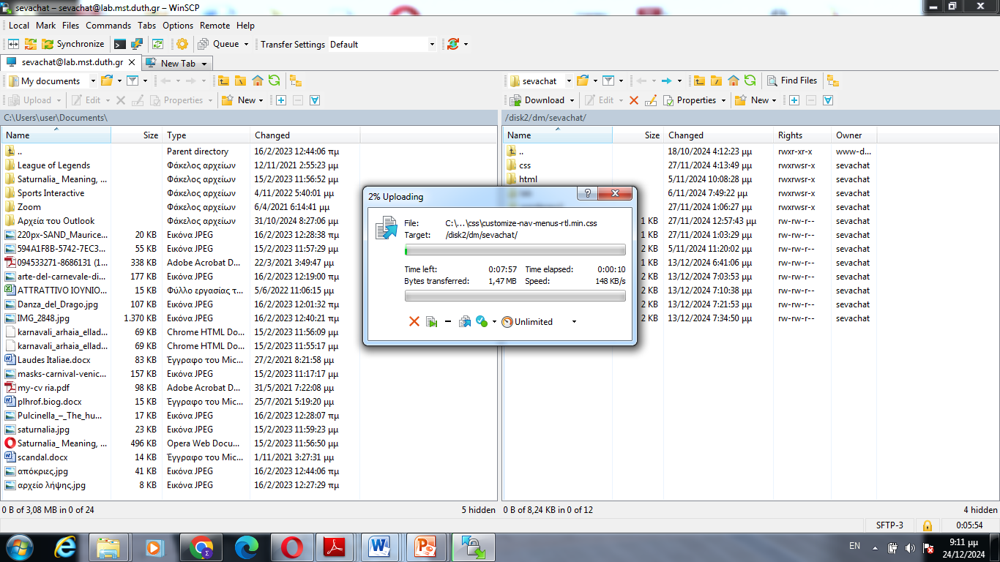 sevachat – sevachat@lab.mst.duth.gr – WinSCP
Local Mark Files Commands Tabs Options Remote Help
Synchronize Queue Transfer Settings Default
sevachat@lab.mst.duth.gr New Tab
My documents
Upload Edit Properties New
C:\Users\user\Documents\
Name Size Type Changed
.. Parent directory 16/2/2023 12:44:06 πμ
League of Legends Φάκελος αρχείων 12/11/2021 2:55:23 μμ
Saturnalia_ Meaning, ... Φάκελος αρχείων 15/2/2023 11:56:52 μμ
Sports Interactive Φάκελος αρχείων 4/11/2022 5:40:01 μμ
Zoom Φάκελος αρχείων 6/4/2021 6:14:41 μμ
Αρχεία του Outlook Φάκελος αρχείων 31/10/2024 8:27:06 μμ
220px-SAND_Maurice... 20 KB Εικόνα JPEG 16/2/2023 12:28:38 πμ
594A1F8B-5742-7EC3... 55 KB Εικόνα JPEG 15/2/2023 11:57:29 μμ
094533271-8686131 (1... 338 KB Adobe Acrobat D... 22/3/2021 3:49:47 μμ
arte-del-carnevale-di... 177 KB Εικόνα JPEG 16/2/2023 12:19:00 πμ
ATTRATTIVO ΙΟΥΝΙΟ... 15 KB Φύλλο εργασίας τ... 5/6/2022 11:06:15 μμ
Danza_del_Drago.jpg 107 KB Εικόνα JPEG 16/2/2023 12:01:32 πμ
IMG_2848.jpg 1.370 KB Εικόνα JPEG 16/2/2023 12:40:21 πμ
karnavali_arhaia_ellad... 69 KB Chrome HTML Do... 15/2/2023 11:56:09 μμ
karnavali_arhaia_ellad... 69 KB Chrome HTML Do... 15/2/2023 11:55:17 μμ
Laudes Italiae.docx 83 KB Έγγραφο του Mic... 27/2/2021 8:21:58 μμ
masks-carnival-venic... 157 KB Εικόνα JPEG 15/2/2023 11:17:17 μμ
my-cv ria.pdf 98 KB Adobe Acrobat D... 31/5/2021 7:22:08 μμ
plhrof.biog.docx 15 KB Έγγραφο του Mic... 25/7/2021 5:19:20 μμ
Pulcinella_–_The_hu... 17 KB Εικόνα JPEG 16/2/2023 12:28:07 πμ
saturnalia.jpg 23 KB Εικόνα JPEG 15/2/2023 11:59:23 μμ
Saturnalia_ Meaning, ... 496 KB Opera Web Docu... 15/2/2023 11:56:50 μμ
scandal.docx 14 KB Έγγραφο του Mic... 1/11/2021 3:27:31 μμ
απόκριες.jpg 41 KB Εικόνα JPEG 16/2/2023 12:44:06 πμ
αρχείο λήψης.jpg 8 KB Εικόνα JPEG 16/2/2023 12:27:29 πμ
0 B of 3,08 MB in 0 of 24 5 hidden
sevachat Find Files
Download Edit Properties New
/disk2/dm/sevachat/
Name Size Changed Rights Owner
.. 18/10/2024 4:12:23 μμ rwxr-xr-x www-d...
css 27/11/2024 4:13:49 μμ rwxrwsr-x sevachat
html 5/11/2024 10:08:28 μμ rwxrwsr-x sevachat
6/11/2024 7:49:22 μμ rwxrwsr-x sevachat
27/11/2024 1:06:27 μμ rwxrwsr-x sevachat
1 KB 27/11/2024 12:57:43 μμ rw-rw-r-- sevachat
1 KB 27/11/2024 1:03:29 μμ rw-rw-r-- sevachat
2 KB 5/11/2024 11:20:02 μμ rw-rw-r-- sevachat
1 KB 13/12/2024 6:41:06 μμ rw-rw-r-- sevachat
2 KB 13/12/2024 7:03:53 μμ rw-rw-r-- sevachat
2 KB 13/12/2024 7:10:38 μμ rw-rw-r-- sevachat
2 KB 13/12/2024 7:21:53 μμ rw-rw-r-- sevachat
2 KB 13/12/2024 7:34:50 μμ rw-rw-r-- sevachat
0 B of 8,24 KB in 0 of 12 4 hidden
2% Uploading
File: C:\...\css\customize-nav-menus-rtl.min.css
Target: /disk2/dm/sevachat/
Time left: 0:07:57 Time elapsed: 0:00:10
Bytes transferred: 1,47 MB Speed: 148 KB/s
Unlimited
SFTP-3 0:05:54
EN 9:11 μμ
24/12/2024